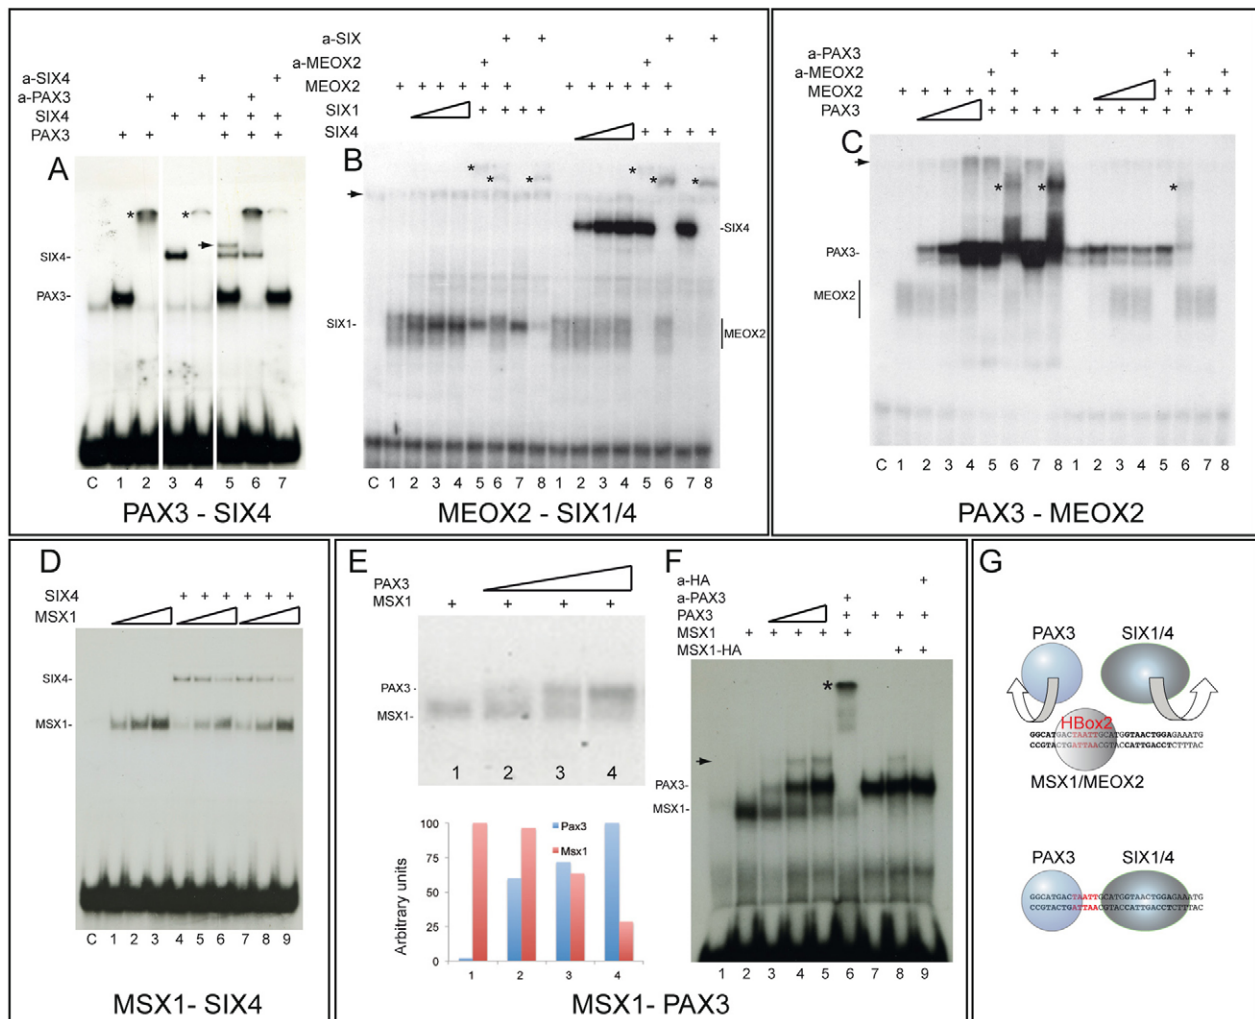 A
a-SIX4 + +
a-PAX3 + +
SIX4 + + + + +
PAX3 + + + + +
SIX4-
PAX3-
*
*
C 1 2 3 4 5 6 7
PAX3 - SIX4
B
a-SIX + + + +
a-MEOX2 + +
MEOX2 + + + + + + + + + + + +
SIX1 + + + +
SIX4 + + + +
* * * * * *
-SIX4
SIX1-
MEOX2
C 1 2 3 4 5 6 7 8 1 2 3 4 5 6 7 8
MEOX2 - SIX1/4
C
a-PAX3 + + +
a-MEOX2 + + +
MEOX2 + + + + + + + + +
PAX3 + + + + + + +
* * *
PAX3-
MEOX2
C 1 2 3 4 5 6 7 8 1 2 3 4 5 6 7 8
PAX3 - MEOX2
D
SIX4 + + + + + +
MSX1
SIX4-
MSX1-
C 1 2 3 4 5 6 7 8 9
MSX1- SIX4
E
PAX3
MSX1 + + + +
PAX3 -
MSX1-
1 2 3 4
Pax3
Msx1
Arbitrary units
100
75
50
25
0
1 2 3 4
F
a-HA +
a-PAX3 +
PAX3 + + + +
MSX1 + + + + +
MSX1-HA + +
*
PAX3-
MSX1-
1 2 3 4 5 6 7 8 9
MSX1- PAX3
G
PAX3 SIX1/4
HBox2
GGCATGACTAATTGCATGGTAACTGGAGAAATG
CCGTACTGATTAACGTACCATTGACCTCTTTAC
MSX1/MEOX2
PAX3 SIX1/4
GGCATGACTAATTGCATGGTAACTGGAGAAATG
CCGTACTGATTAACGTACCATTGACCTCTTTAC